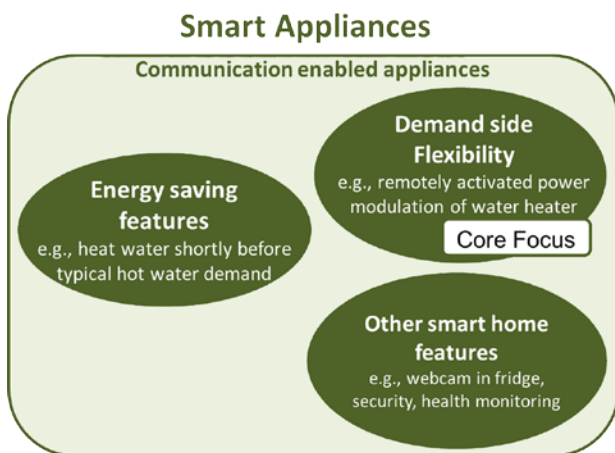 Smart Appliances
Communication enabled appliances
Demand side
Flexibility
e.g., remotely activated power
modulation of water heater
Core Focus
Energy saving
features
e.g., heat water shortly before
typical hot water demand
Other smart home
features
e.g., webcam in fridge,
security, health monitoring